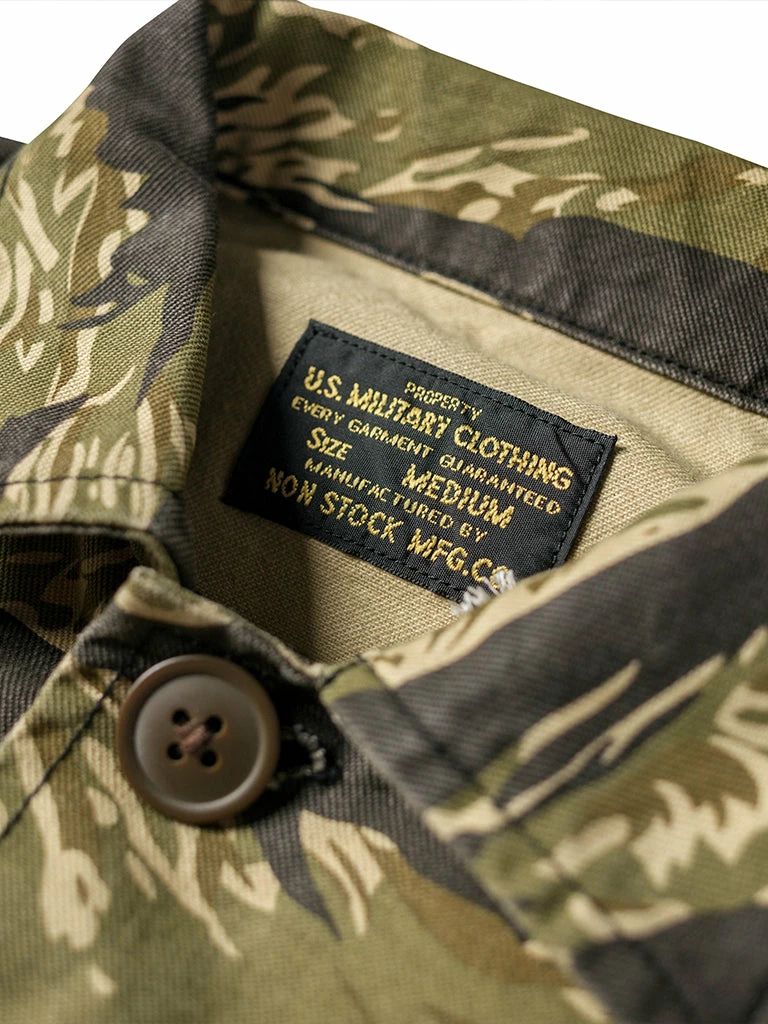 PROPERTY
U.S. MILITARY CLOTHING
EVERY GARMENT GUARANTEED
SIZE MEDIUM
MANUFACTURED BY
NON STOCK MFG.CO